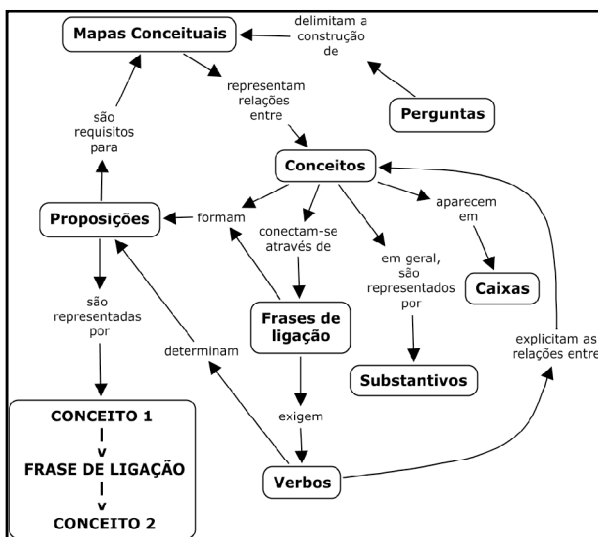 Mapas Conceituais
delimitam a
construção
de
Perguntas
representam
relações
entre
são
requisitos
para
Conceitos
Proposições
formam
conectam-se
através de
aparecem
em
em geral,
são
representados
por
Caixas
são
representadas
por
Frases de
ligação
determinam
explicitam as
relações entre
Substantivos
exigem
Verbos
CONCEITO 1
FRASE DE LIGAÇÃO
CONCEITO 2